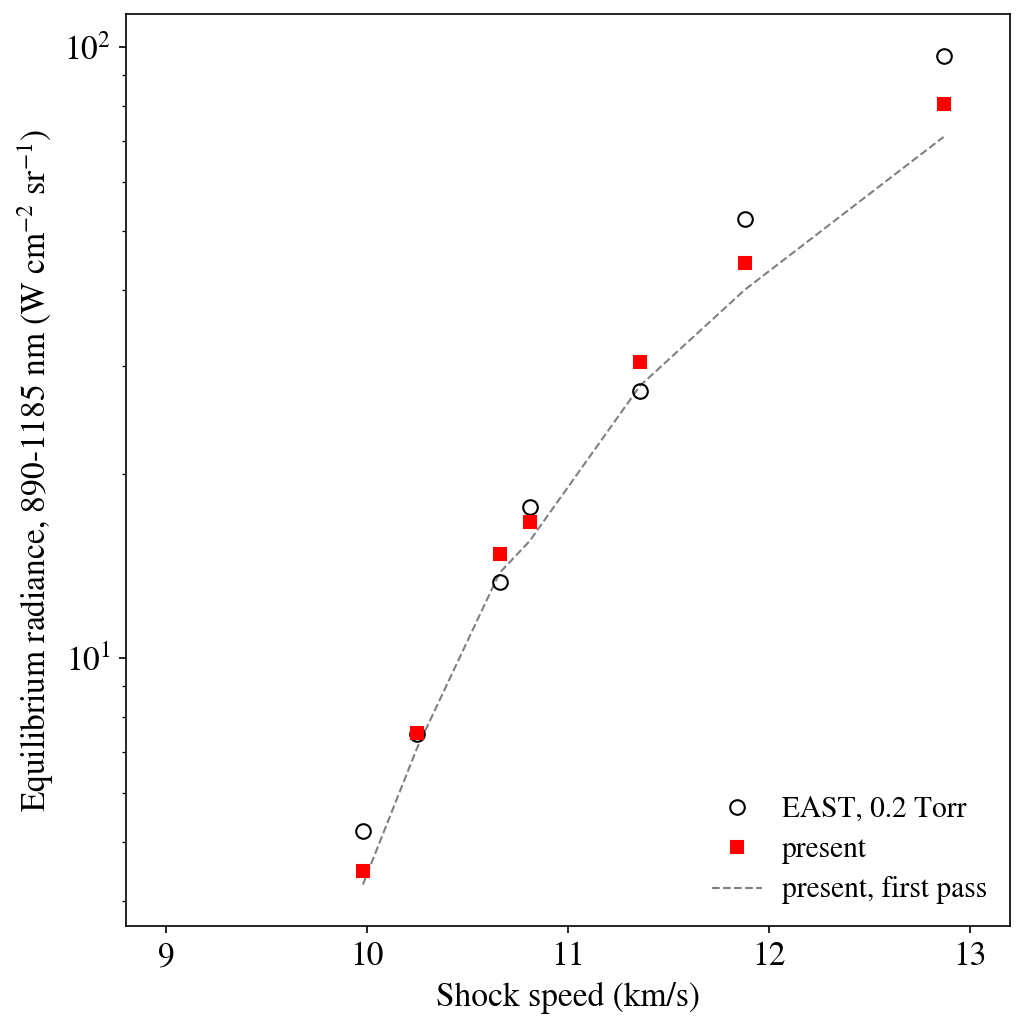 10²
10¹
Equilibrium radiance, 890-1185 nm (W cm⁻² sr⁻¹)
EAST, 0.2 Torr
present
present, first pass
9 10 11 12 13
Shock speed (km/s)